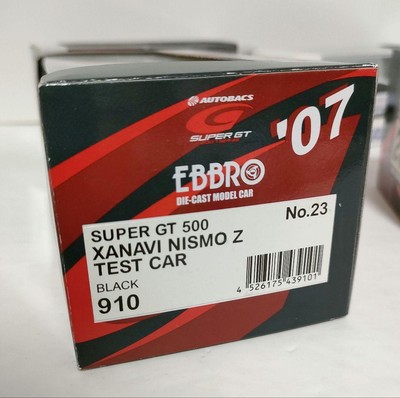 AUTOBACS
SUPER GT
'07
EBBRO
DIE-CAST MODEL CAR
SUPER GT 500
No.23
XANAVI NISMO Z
TEST CAR
BLACK
910
4 526175 439101